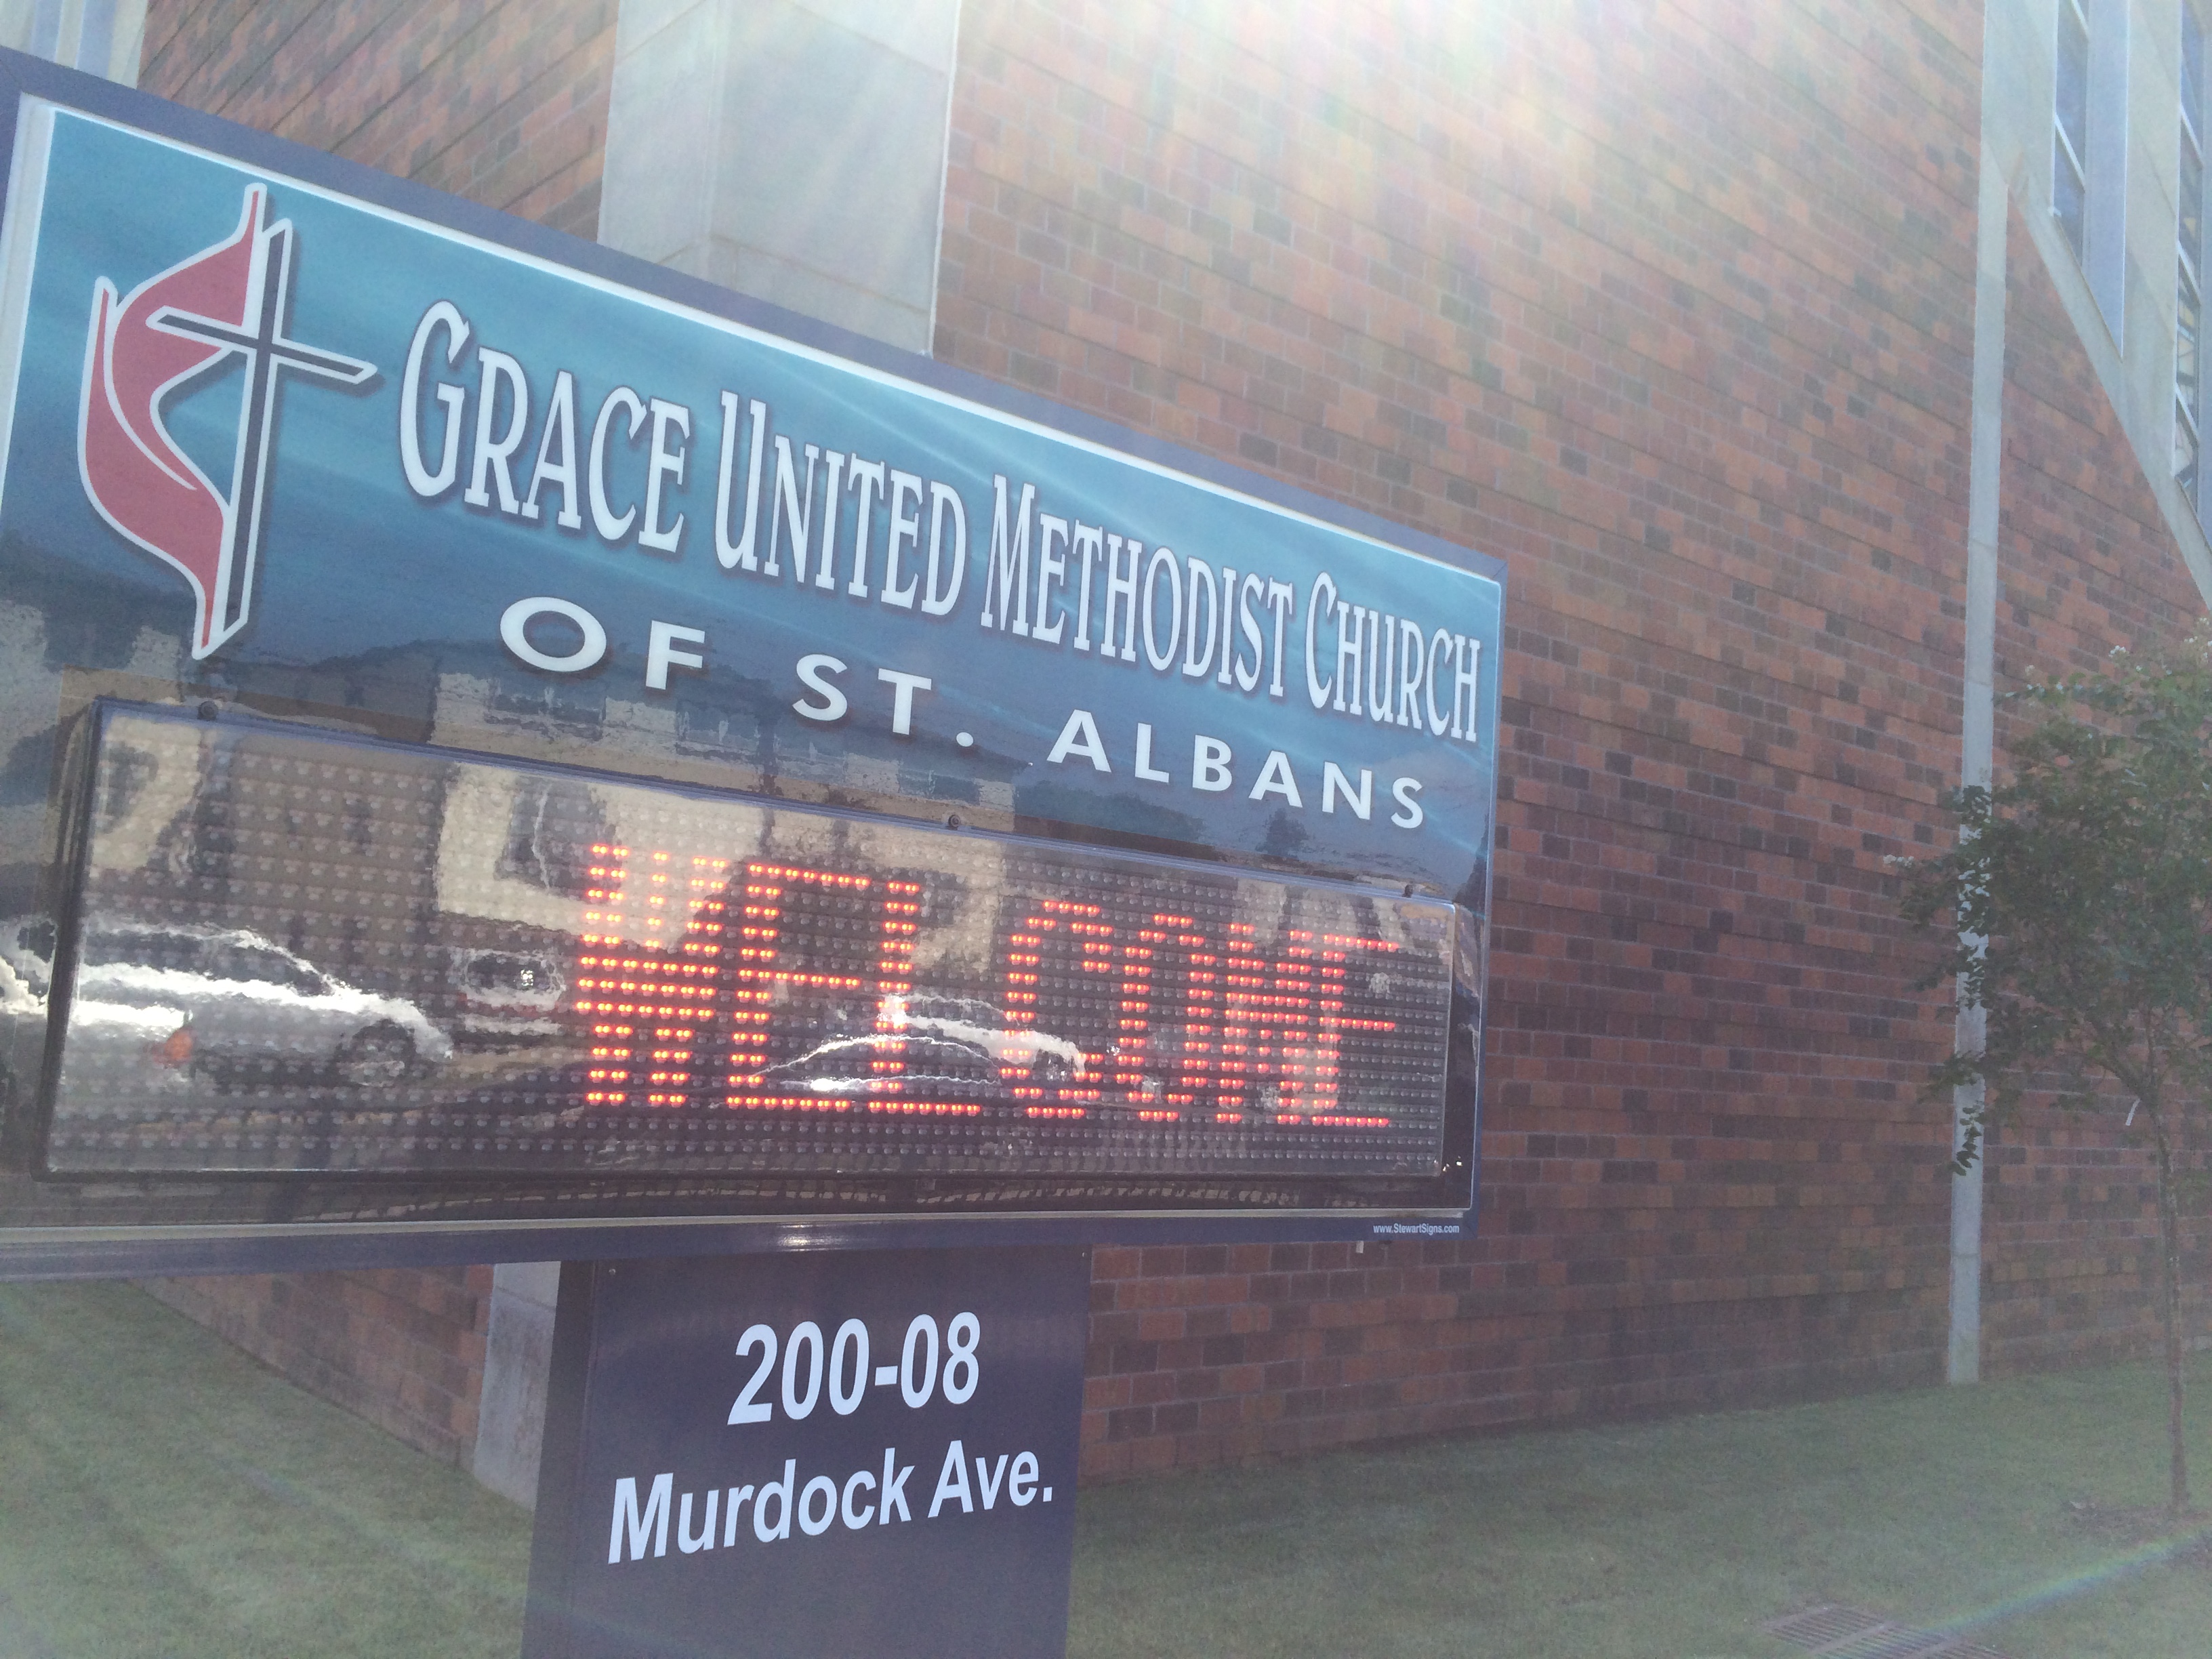 GRACE UNITED METHODIST CHURCH
OF ST. ALBANS
WELCOME
www.StewartSigns.com
200-08
Murdock Ave.